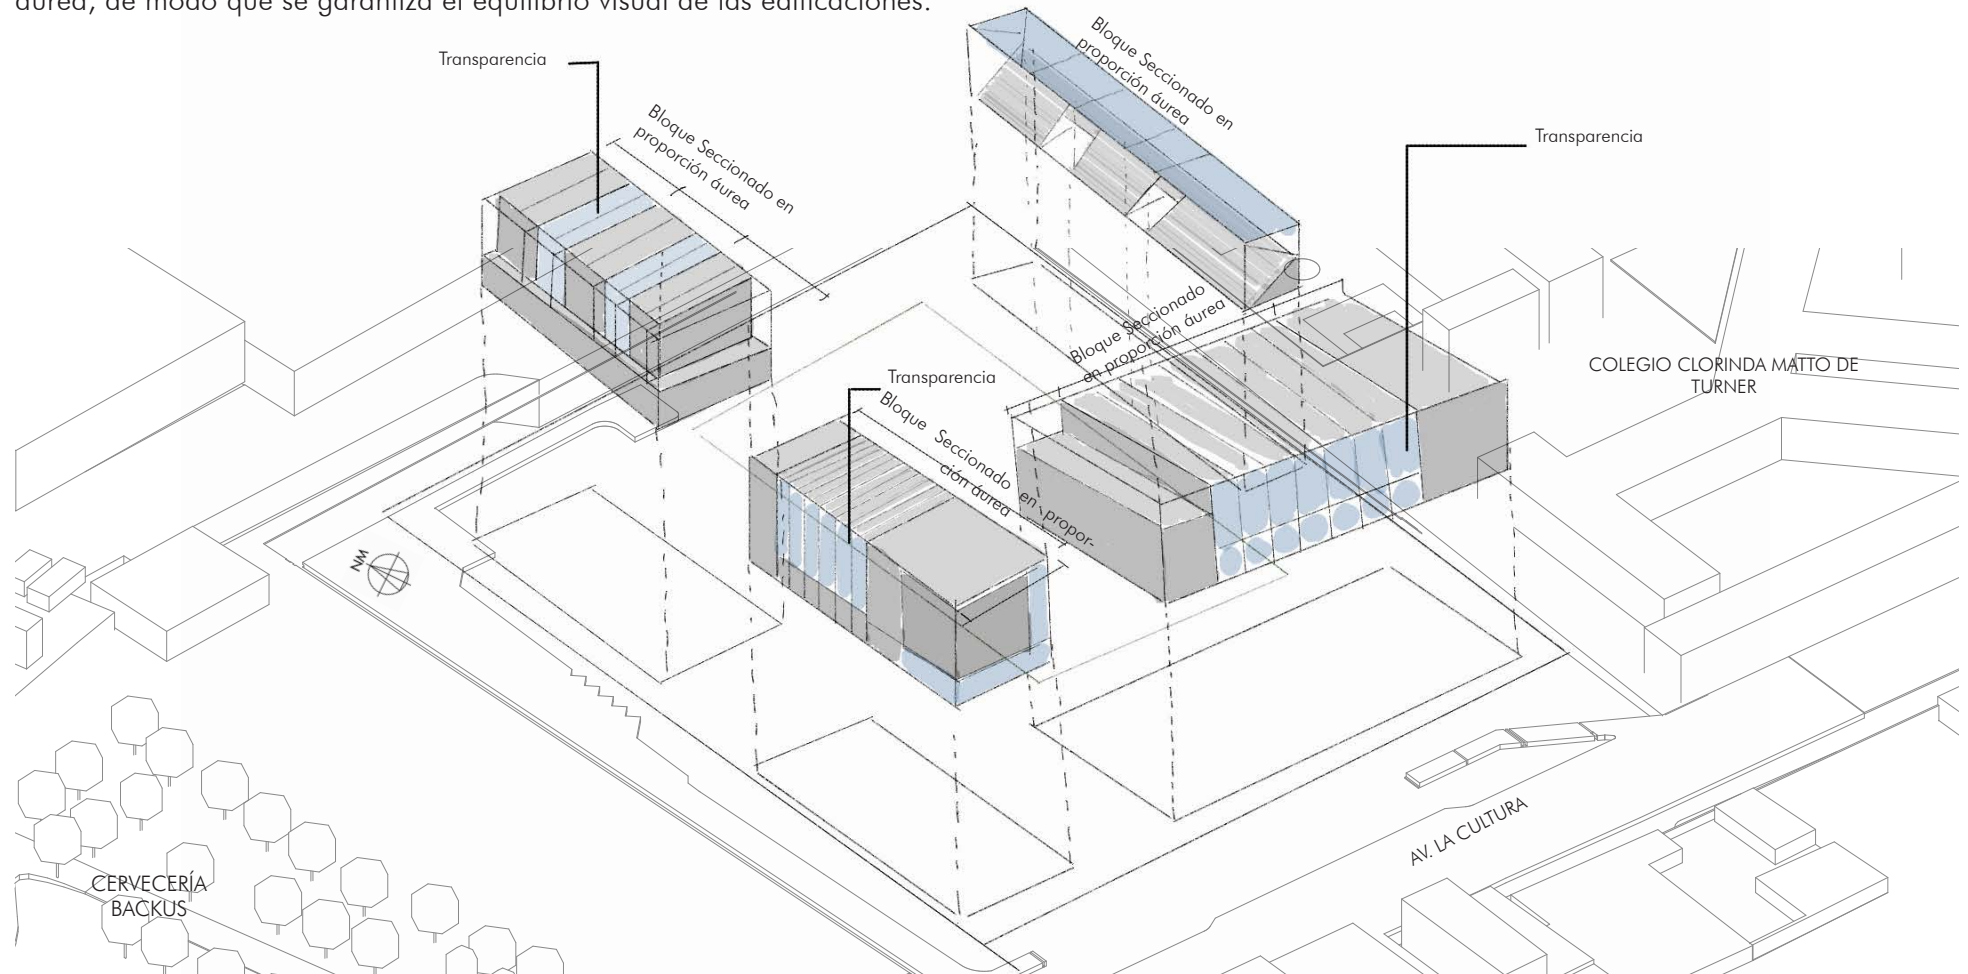 áurea, de modo que se garantiza el equilibrio visual de las edificaciones.
Transparencia
Bloque Seccionado en
proporción áurea
Bloque Seccionado en
proporción áurea
Transparencia
Bloque Seccionado
en proporción áurea
COLEGIO CLORINDA MATTO DE
TURNER
Transparencia
Bloque Seccionado en propor-
ción áurea
NM
AV. LA CULTURA
CERVECERÍA
BACKUS